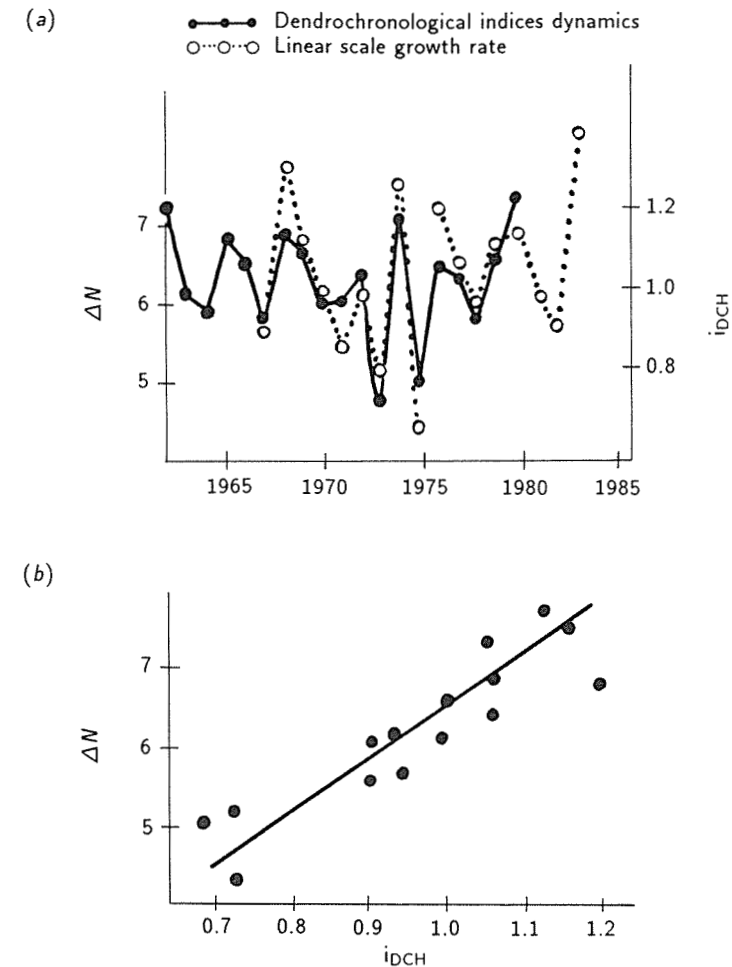 (a)
Dendrochronological indices dynamics
Linear scale growth rate
ΔN
7
6
5
1.2
1.0
0.8
iDCH
1965 1970 1975 1980 1985
(b)
ΔN
7
6
5
0.7 0.8 0.9 1.0 1.1 1.2
iDCH